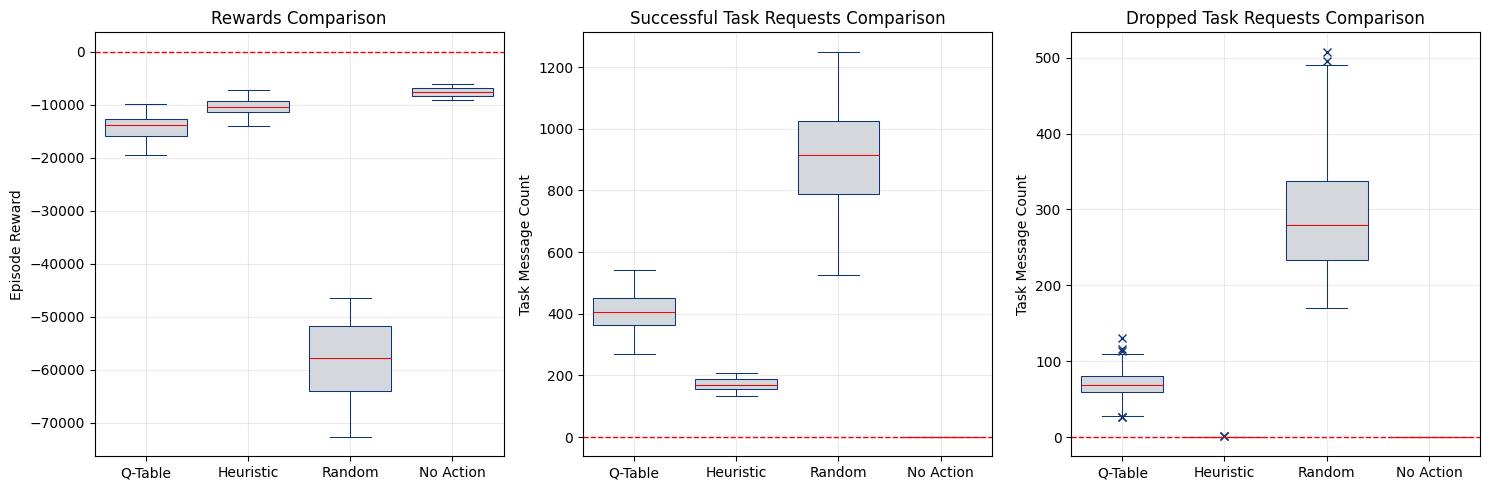 Rewards Comparison
Episode Reward
0
−10000
−20000
−30000
−40000
−50000
−60000
−70000
Q-Table Heuristic Random No Action
Successful Task Requests Comparison
Task Message Count
1200
1000
800
600
400
200
0
Q-Table Heuristic Random No Action
Dropped Task Requests Comparison
Task Message Count
500
400
300
200
100
0
Q-Table Heuristic Random No Action